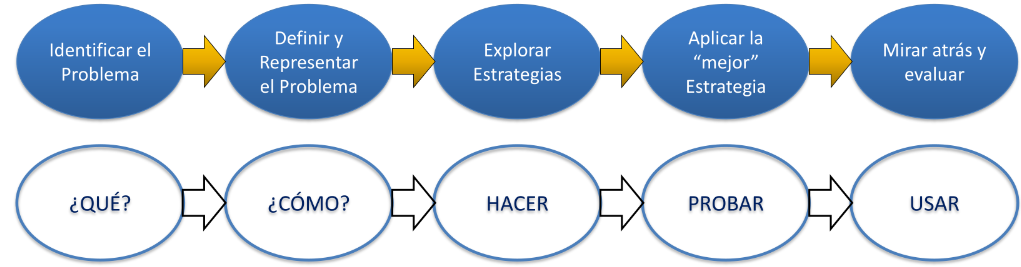 Identificar el
Problema
Definir y
Representar
el Problema
Explorar
Estrategias
Aplicar la
“mejor”
Estrategia
Mirar atrás y
evaluar
¿QUÉ?
¿CÓMO?
HACER
PROBAR
USAR